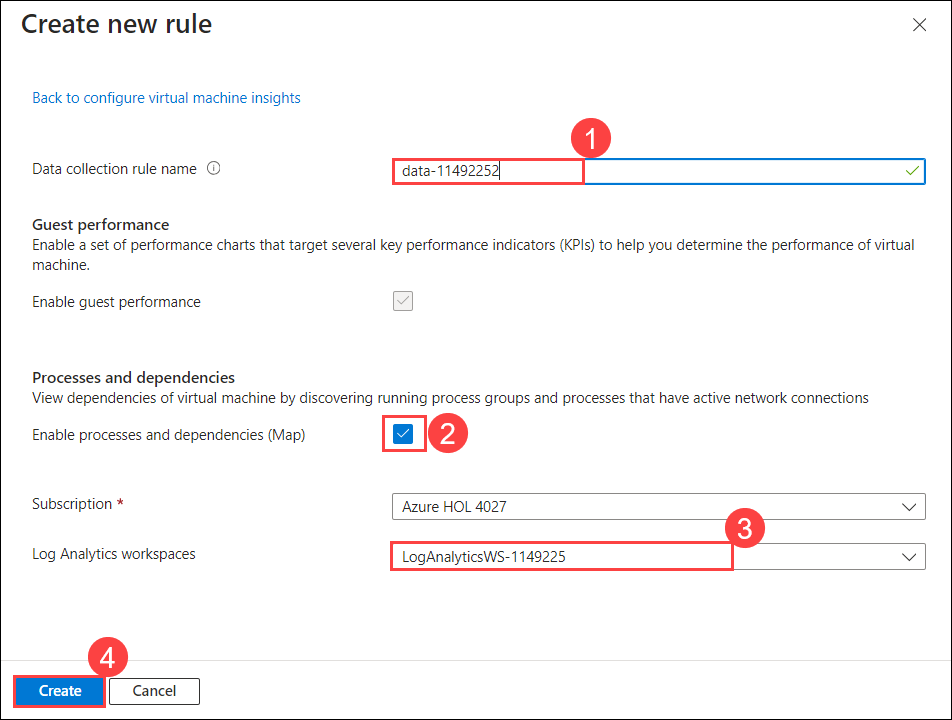 Create new rule
Back to configure virtual machine insights
1
Data collection rule name
data-11492252
Guest performance
Enable a set of performance charts that target several key performance indicators (KPIs) to help you determine the performance of virtual
machine.
Enable guest performance
Processes and dependencies
View dependencies of virtual machine by discovering running process groups and processes that have active network connections
Enable processes and dependencies (Map)
2
Subscription *
Azure HOL 4027
3
Log Analytics workspaces
LogAnalyticsWS-1149225
4
Create
Cancel